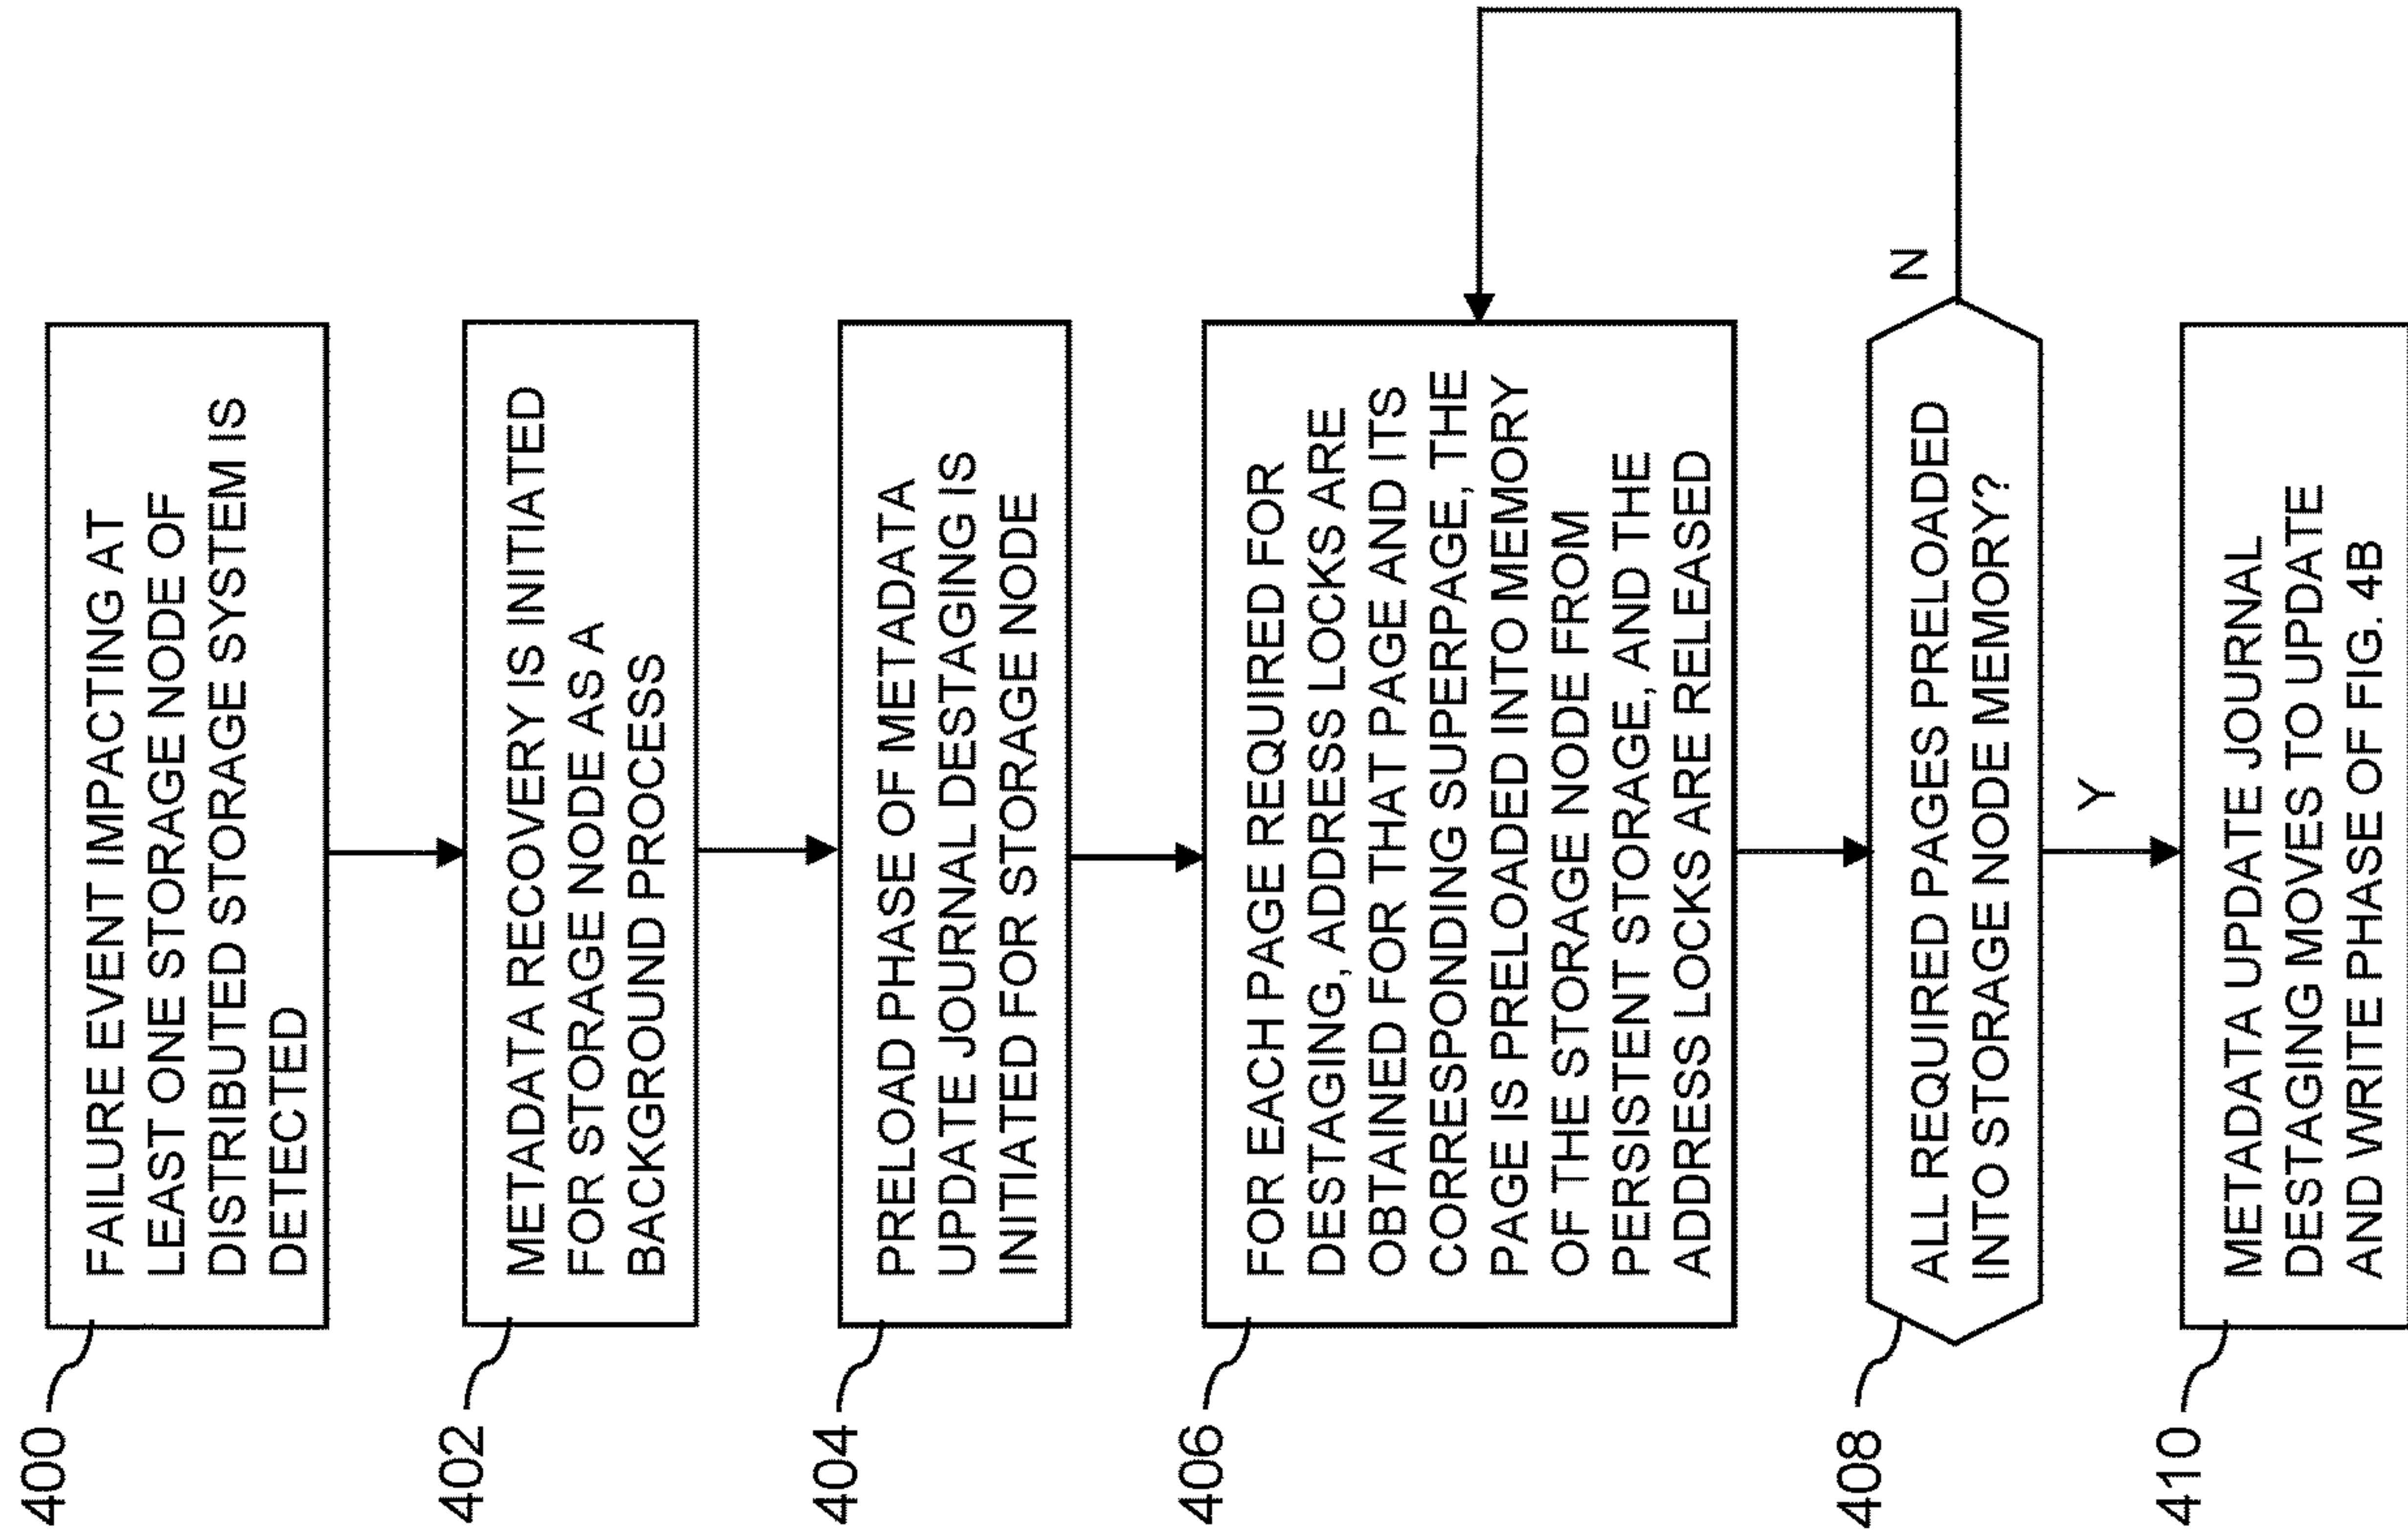 400
FAILURE EVENT IMPACTING AT
LEAST ONE STORAGE NODE OF
DISTRIBUTED STORAGE SYSTEM IS
DETECTED
402
METADATA RECOVERY IS INITIATED
FOR STORAGE NODE AS A
BACKGROUND PROCESS
404
PRELOAD PHASE OF METADATA
UPDATE JOURNAL DESTAGING IS
INITIATED FOR STORAGE NODE
406
FOR EACH PAGE REQUIRED FOR
DESTAGING, ADDRESS LOCKS ARE
OBTAINED FOR THAT PAGE AND ITS
CORRESPONDING SUPERPAGE, THE
PAGE IS PRELOADED INTO MEMORY
OF THE STORAGE NODE FROM
PERSISTENT STORAGE, AND THE
ADDRESS LOCKS ARE RELEASED
408
ALL REQUIRED PAGES PRELOADED
INTO STORAGE NODE MEMORY?
N
Y
410
METADATA UPDATE JOURNAL
DESTAGING MOVES TO UPDATE
AND WRITE PHASE OF FIG. 4B